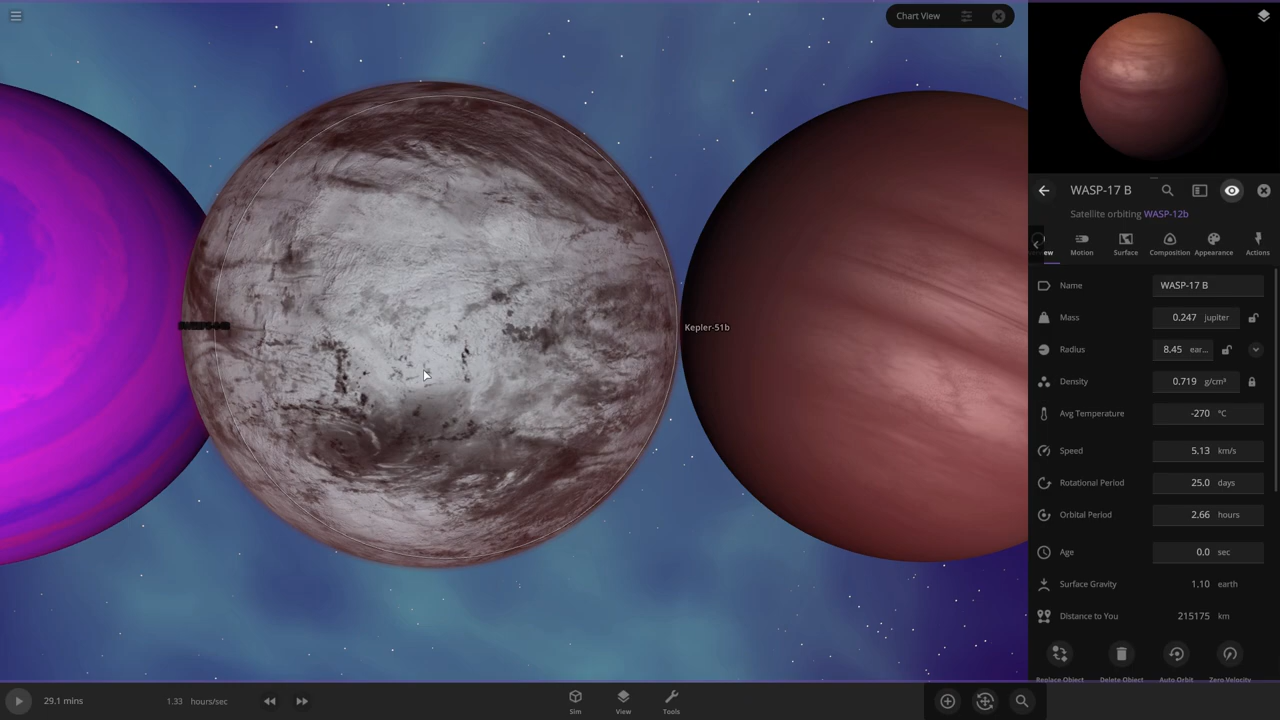 Chart View
Kepler-51b
WASP-17 B
Satellite orbiting WASP-12b
Motion
Surface
Composition
Appearance
Actions
Name WASP-17 B
Mass 0.247 jupiter
Radius 8.45 ear...
Density 0.719 g/cm³
Avg Temperature -270 °C
Speed 5.13 km/s
Rotational Period 25.0 days
Orbital Period 2.66 hours
Age 0.0 sec
Surface Gravity 1.10 earth
Distance to You 215175 km
Replace Object Delete Object Auto Orbit Zero Velocity
29.1 mins 1.33 hours/sec
Sim View Tools